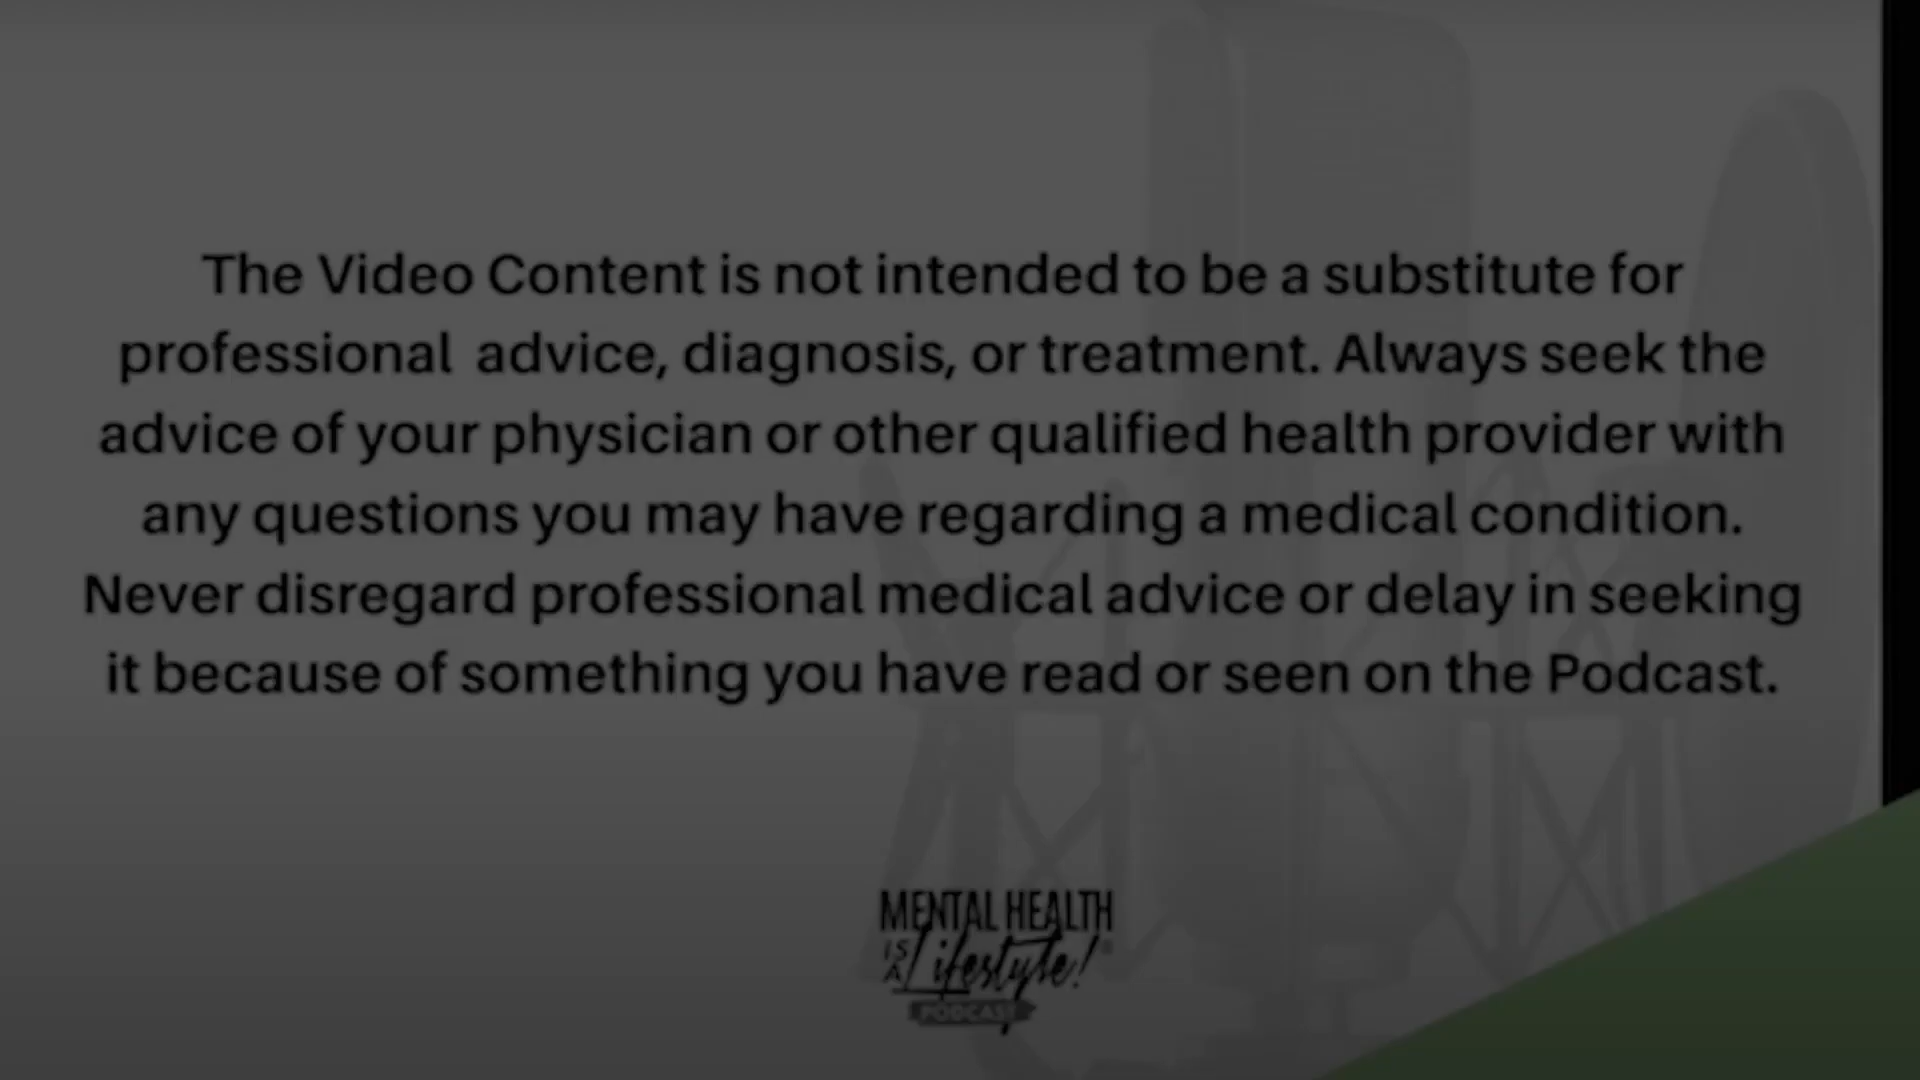 The Video Content is not intended to be a substitute for
professional advice, diagnosis, or treatment. Always seek the
advice of your physician or other qualified health provider with
any questions you may have regarding a medical condition.
Never disregard professional medical advice or delay in seeking
it because of something you have read or seen on the Podcast.
MENTAL HEALTH
IS A Lifestyle!
PODCAST